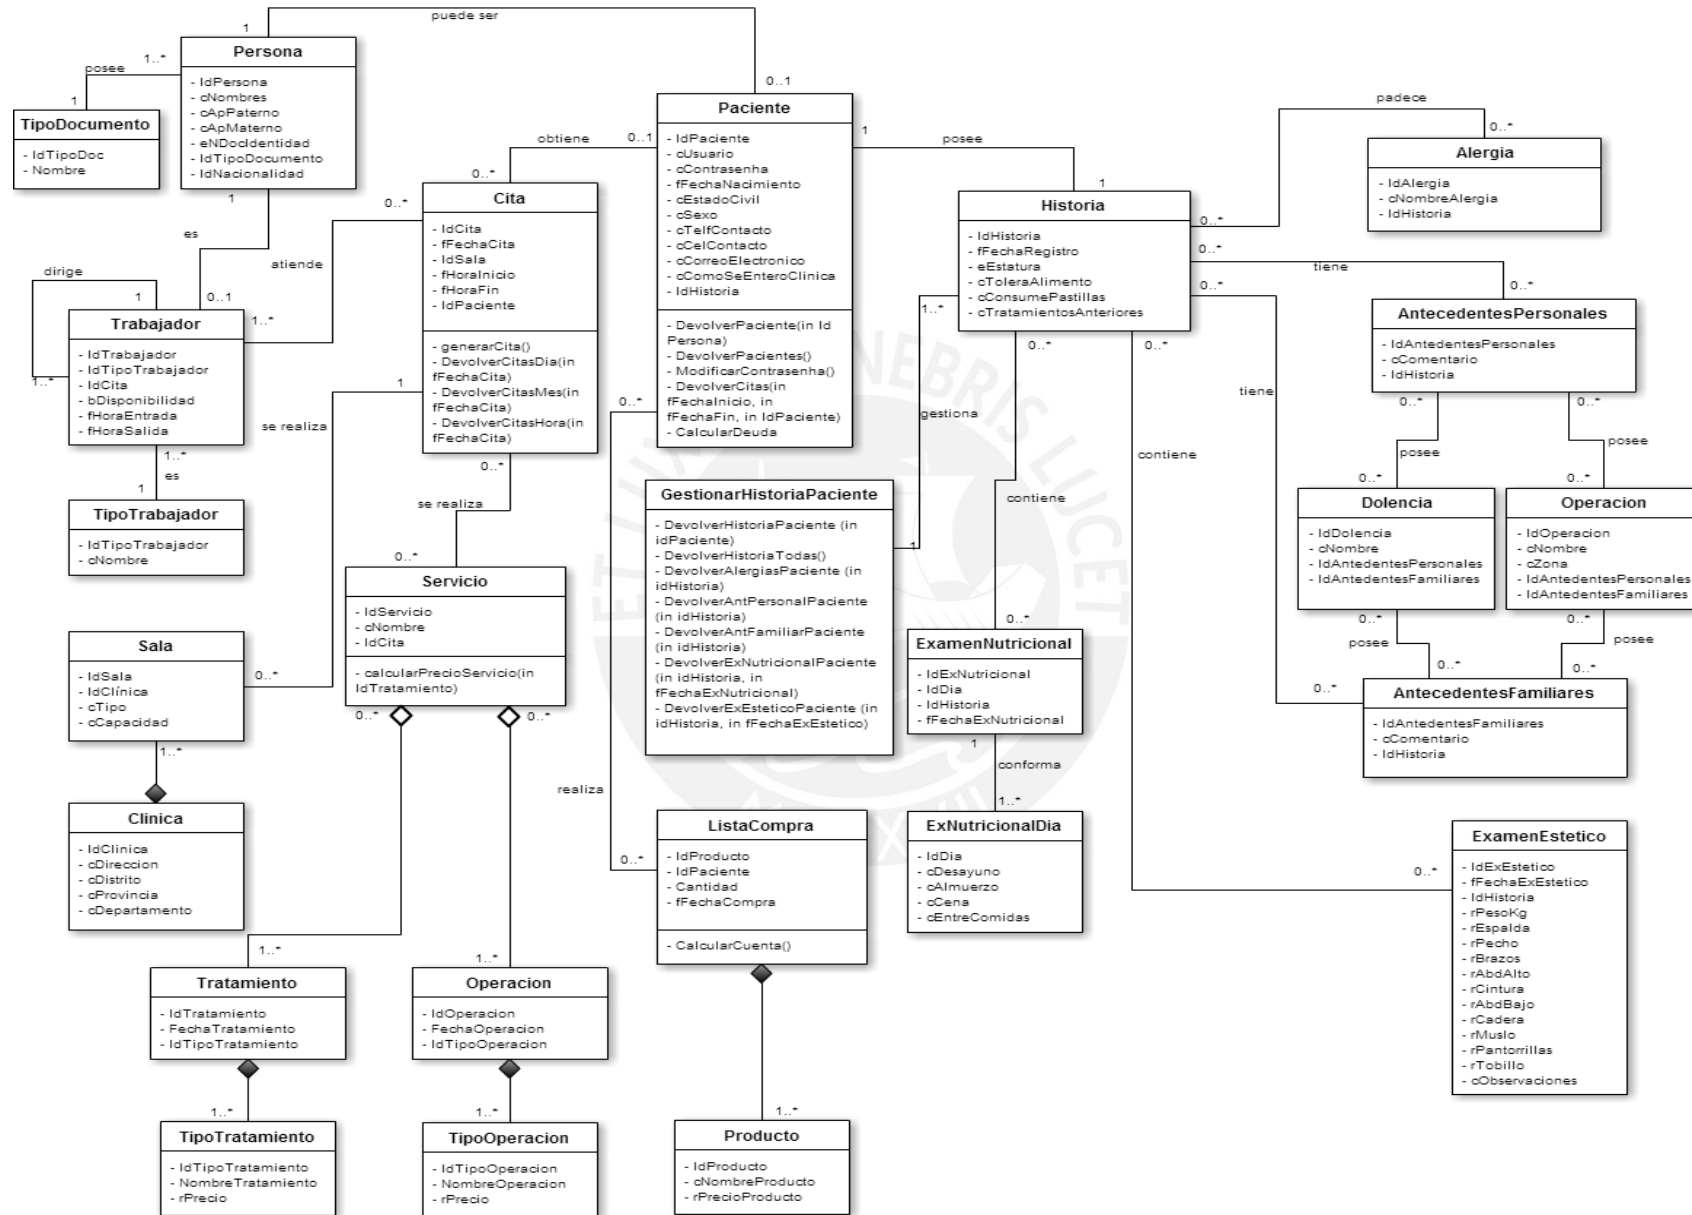 puede ser
1
0..1
Persona
- IdPersona
- cNombres
- cApPaterno
- cApMaterno
- eNDocIdentidad
- IdTipoDocumento
- IdNacionalidad
posee
1..*
1
TipoDocumento
- IdTipoDoc
- Nombre
1
es
0..1
dirige
1
1..*
Trabajador
- IdTrabajador
- IdTipoTrabajador
- IdCita
- bDisponibilidad
- fHoraEntrada
- fHoraSalida
1..*
es
1
TipoTrabajador
- IdTipoTrabajador
- cNombre
0..*
atiende
1..*
obtiene
0..1
0..*
Cita
- IdCita
- fFechaCita
- IdSala
- fHoraInicio
- fHoraFin
- IdPaciente
- generarCita()
- DevolverCitasDia(in
fFechaCita)
- DevolverCitasMes(in
fFechaCita)
- DevolverCitasHora(in
fFechaCita)
1
se realiza
0..*
0..*
se realiza
0..*
Servicio
- IdServicio
- cNombre
- IdCita
- calcularPrecioServicio(in
IdTratamiento)
0..*
0..*
Sala
- IdSala
- IdClínica
- cTipo
- cCapacidad
1..*
Clinica
- IdClinica
- cDireccion
- cDistrito
- cProvincia
- cDepartamento
1..*
1..*
Tratamiento
- IdTratamiento
- FechaTratamiento
- IdTipoTratamiento
1..*
TipoTratamiento
- IdTipoTratamiento
- NombreTratamiento
- rPrecio
Operacion
- IdOperacion
- FechaOperacion
- IdTipoOperacion
1..*
TipoOperacion
- IdTipoOperacion
- NombreOperacion
- rPrecio
Paciente
- IdPaciente
- cUsuario
- cContrasenha
- fFechaNacimiento
- cEstadoCivil
- cSexo
- cTelfContacto
- cCelContacto
- cCorreoElectronico
- cComoSeEnteroClinica
- IdHistoria
- DevolverPaciente(in Id
Persona)
- DevolverPacientes()
- ModificarContrasenha()
- DevolverCitas(in
fFechaInicio, in
fFechaFin, in IdPaciente)
- CalcularDeuda
0..*
realiza
0..*
GestionarHistoriaPaciente
- DevolverHistoriaPaciente (in
idPaciente)
- DevolverHistoriaTodas()
- DevolverAlergiasPaciente (in
idHistoria)
- DevolverAntPersonalPaciente
(in idHistoria)
- DevolverAntFamiliarPaciente
(in idHistoria)
- DevolverExNutricionalPaciente
(in idHistoria, in
fFechaExNutricional)
- DevolverExEsteticoPaciente (in
idHistoria, in fFechaExEstetico)
1
gestiona
1..*
ListaCompra
- IdProducto
- IdPaciente
- Cantidad
- fFechaCompra
- CalcularCuenta()
1..*
Producto
- IdProducto
- cNombreProducto
- rPrecioProducto
1
posee
1
Historia
- IdHistoria
- fFechaRegistro
- eEstatura
- cToleraAlimento
- cConsumePastillas
- cTratamientosAnteriores
0..*
contiene
0..*
ExamenNutricional
- IdExNutricional
- IdDia
- IdHistoria
- fFechaExNutricional
1
conforma
1..*
ExNutricionalDia
- IdDia
- cDesayuno
- cAlmuerzo
- cCena
- cEntreComidas
0..*
padece
0..*
Alergia
- IdAlergia
- cNombreAlergia
- IdHistoria
0..*
tiene
0..*
AntecedentesPersonales
- IdAntedentesPersonales
- cComentario
- IdHistoria
0..*
posee
0..*
0..*
posee
0..*
Dolencia
- IdDolencia
- cNombre
- IdAntedentesPersonales
- IdAntedentesFamiliares
Operacion
- IdOperacion
- cNombre
- cZona
- IdAntedentesPersonales
- IdAntedentesFamiliares
0..*
posee
0..*
0..*
posee
0..*
0..*
tiene
0..*
AntecedentesFamiliares
- IdAntedentesFamiliares
- cComentario
- IdHistoria
0..*
contiene
0..*
ExamenEstetico
- IdExEstetico
- fFechaExEstetico
- IdHistoria
- rPesoKg
- rEspalda
- rPecho
- rBrazos
- rAbdAlto
- rCintura
- rAbdBajo
- rCadera
- rMuslo
- rPantorrillas
- rTobillo
- cObservaciones